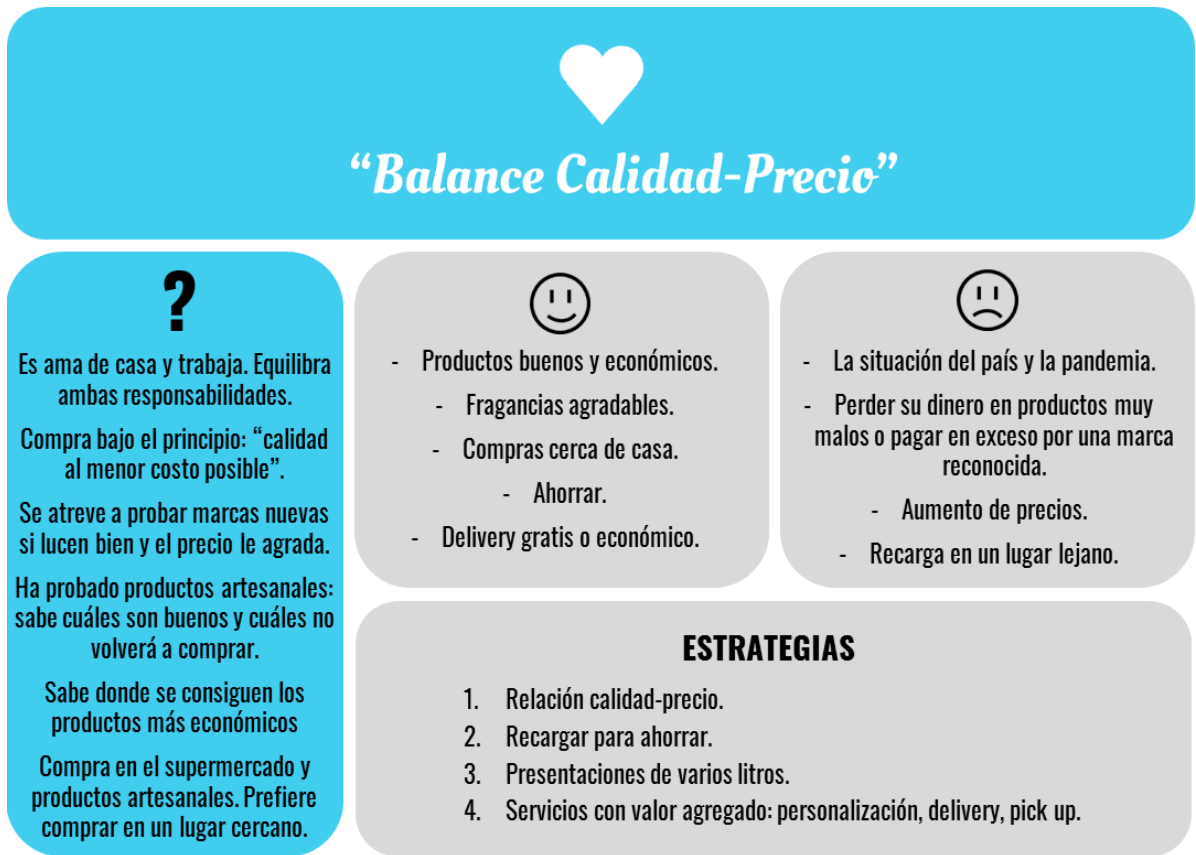 “Balance Calidad-Precio”
?
Es ama de casa y trabaja. Equilibra
ambas responsabilidades.
Compra bajo el principio: “calidad
al menor costo posible”.
Se atreve a probar marcas nuevas
si lucen bien y el precio le agrada.
Ha probado productos artesanales:
sabe cuáles son buenos y cuáles no
volverá a comprar.
Sabe donde se consiguen los
productos más económicos
Compra en el supermercado y
productos artesanales. Prefiere
comprar en un lugar cercano.
- Productos buenos y económicos.
- Fragancias agradables.
- Compras cerca de casa.
- Ahorrar.
- Delivery gratis o económico.
- La situación del país y la pandemia.
- Perder su dinero en productos muy
malos o pagar en exceso por una marca
reconocida.
- Aumento de precios.
- Recarga en un lugar lejano.
ESTRATEGIAS
1. Relación calidad-precio.
2. Recargar para ahorrar.
3. Presentaciones de varios litros.
4. Servicios con valor agregado: personalización, delivery, pick up.